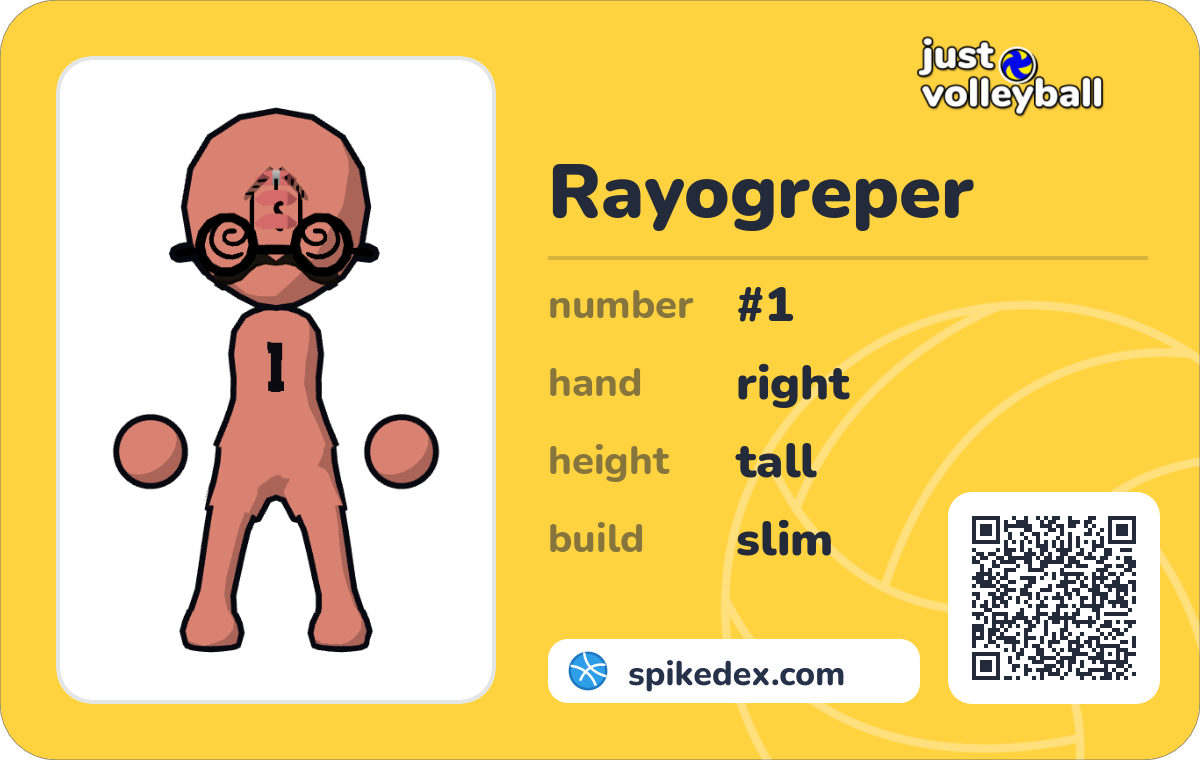 just
volleyball
Rayogreper
number #1
hand right
height tall
build slim
1
spikedex.com